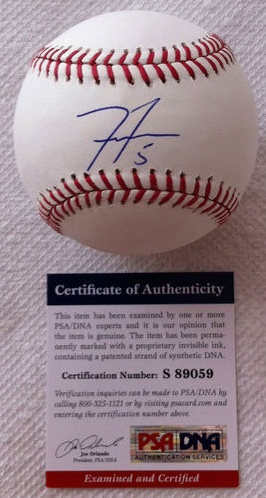 5
Certificate of Authenticity
This item has been examined by one or more
PSA/DNA experts and it is our opinion that
the item is genuine. The item has been perma-
nently marked with a proprietary invisible ink,
containing a patented strand of synthetic DNA.
Certification Number: S 89059
Verification inquiries can be made to PSA/DNA by
calling 800-325-1121 or by visiting psacard.com and
entering the certification number above.
Joe Orlando
President, PSA/DNA
PSA DNA
AUTHENTICATION SERVICES
Examined and Certified